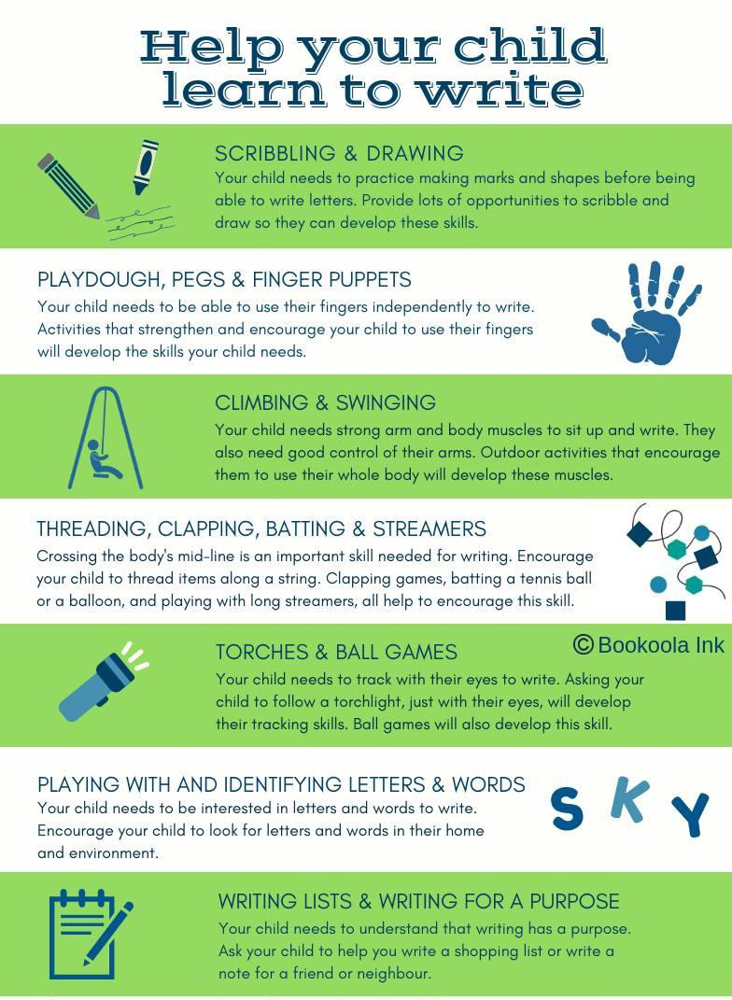 Help your child
learn to write
SCRIBBLING & DRAWING
Your child needs to practice making marks and shapes before being
able to write letters. Provide lots of opportunities to scribble and
draw so they can develop these skills.
PLAYDOUGH, PEGS & FINGER PUPPETS
Your child needs to be able to use their fingers independently to write.
Activities that strengthen and encourage your child to use their fingers
will develop the skills your child needs.
CLIMBING & SWINGING
Your child needs strong arm and body muscles to sit up and write. They
also need good control of their arms. Outdoor activities that encourage
them to use their whole body will develop these muscles.
THREADING, CLAPPING, BATTING & STREAMERS
Crossing the body's mid-line is an important skill needed for writing. Encourage
your child to thread items along a string. Clapping games, batting a tennis ball
or a balloon, and playing with long streamers, all help to encourage this skill.
© Bookoola Ink
TORCHES & BALL GAMES
Your child needs to track with their eyes to write. Asking your
child to follow a torchlight, just with their eyes, will develop
their tracking skills. Ball games will also develop this skill.
PLAYING WITH AND IDENTIFYING LETTERS & WORDS
Your child needs to be interested in letters and words to write.
Encourage your child to look for letters and words in their home
and environment.
S K Y
WRITING LISTS & WRITING FOR A PURPOSE
Your child needs to understand that writing has a purpose.
Ask your child to help you write a shopping list or write a
note for a friend or neighbour.